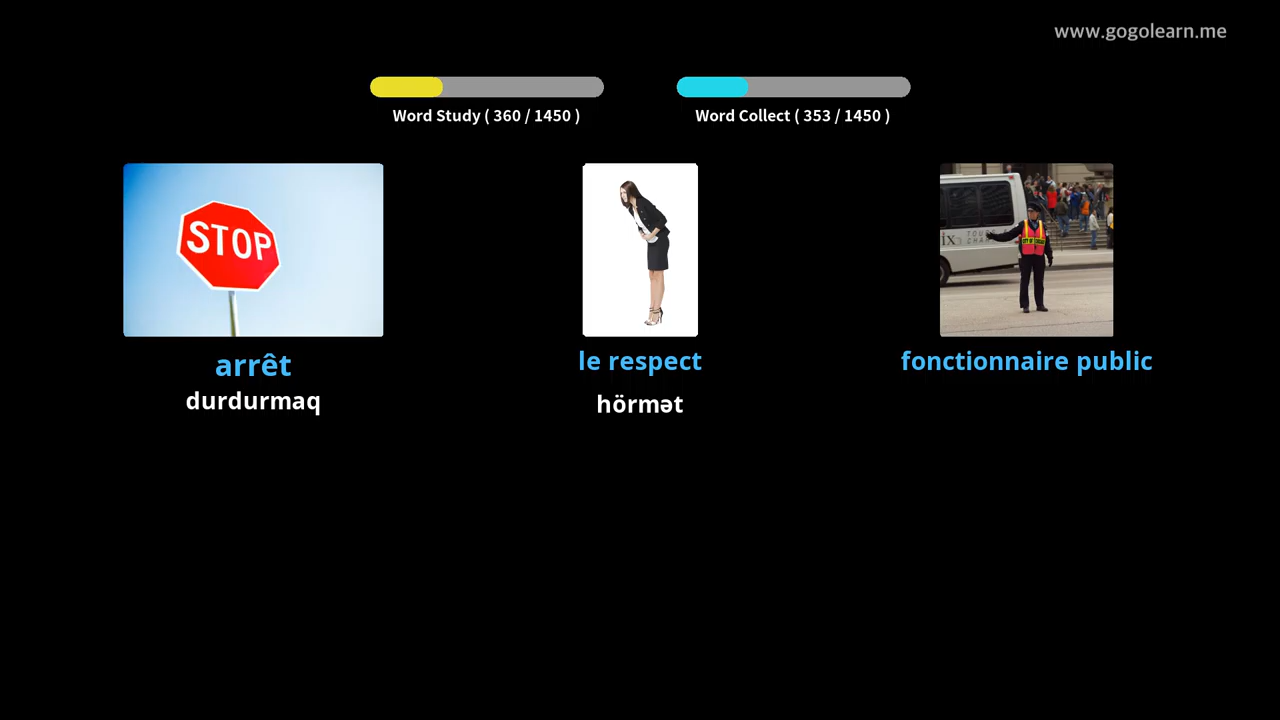 www.gogolearn.me
Word Study ( 360 / 1450 )
Word Collect ( 353 / 1450 )
STOP
arrêt
durdurmaq
le respect
hörmət
fonctionnaire public